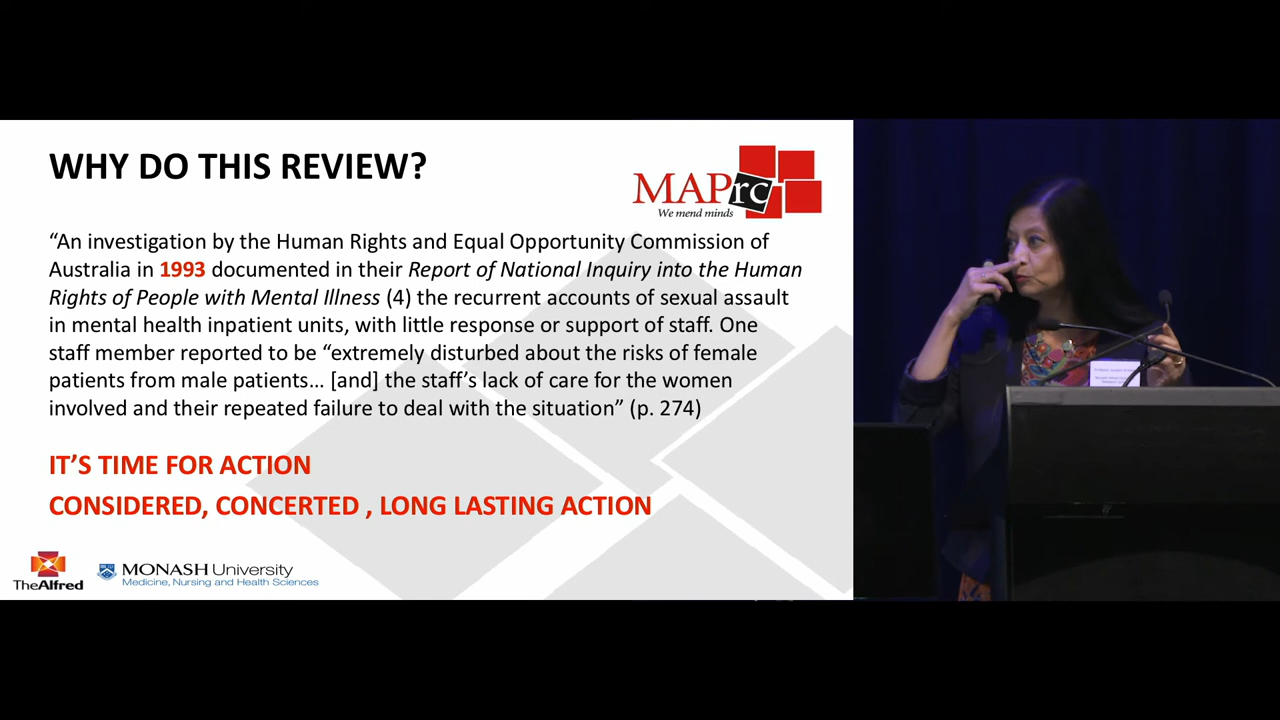 WHY DO THIS REVIEW?
MAPrc
We mend minds
“An investigation by the Human Rights and Equal Opportunity Commission of
Australia in 1993 documented in their Report of National Inquiry into the Human
Rights of People with Mental Illness (4) the recurrent accounts of sexual assault
in mental health inpatient units, with little response or support of staff. One
staff member reported to be “extremely disturbed about the risks of female
patients from male patients… [and] the staff’s lack of care for the women
involved and their repeated failure to deal with the situation” (p. 274)
IT’S TIME FOR ACTION
CONSIDERED, CONCERTED , LONG LASTING ACTION
TheAlfred
MONASH University
Medicine, Nursing and Health Sciences